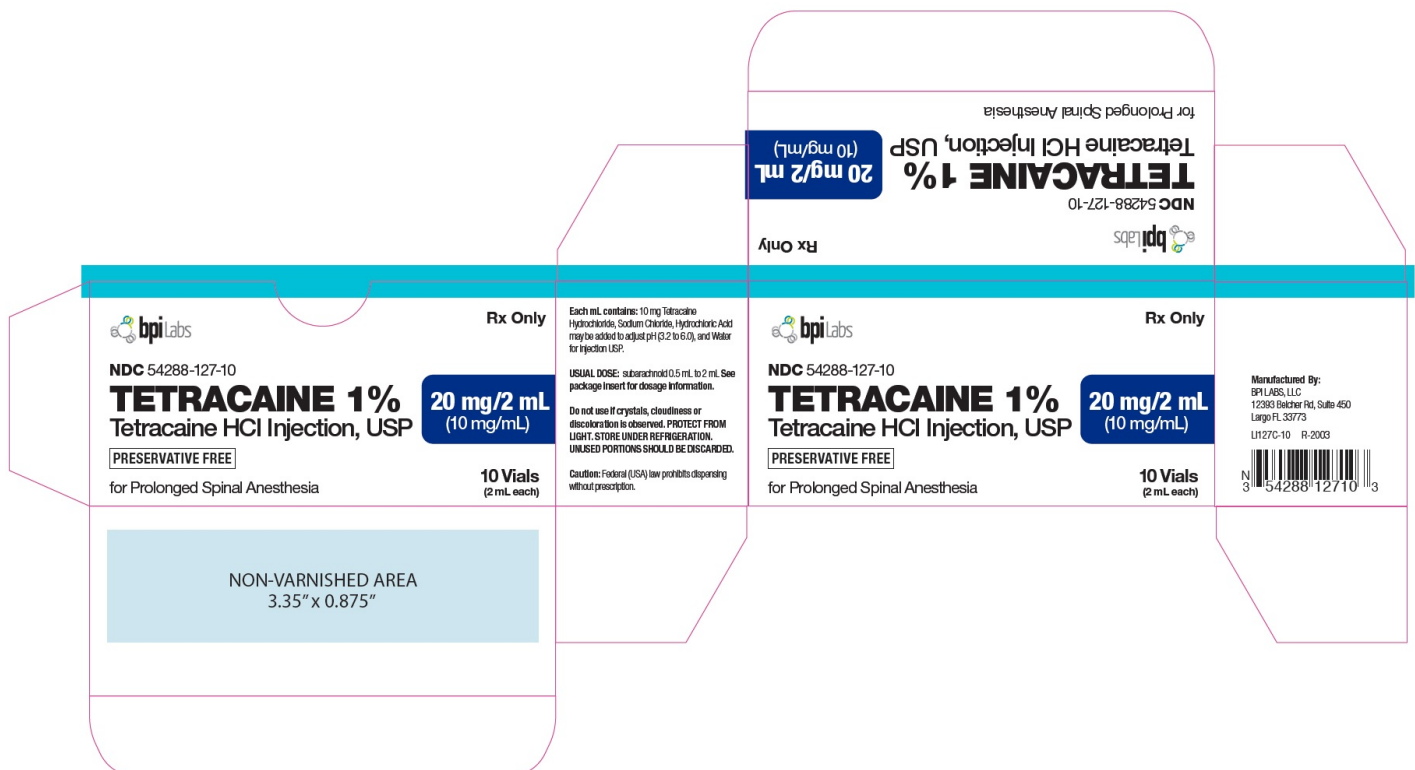 for Prolonged Spinal Anesthesia
Tetracaine HCl Injection, USP
TETRACAINE 1%
20 mg/2 mL
(10 mg/mL)
NDC 54288-127-10
bpi Labs
Rx Only
bpi Labs
Rx Only
NDC 54288-127-10
TETRACAINE 1%
Tetracaine HCl Injection, USP
20 mg/2 mL
(10 mg/mL)
PRESERVATIVE FREE
for Prolonged Spinal Anesthesia
10 Vials
(2 mL each)
NON-VARNISHED AREA
3.35" x 0.875"
Each mL contains: 10 mg Tetracaine
Hydrochloride, Sodium Chloride, Hydrochloric Acid
may be added to adjust pH (3.2 to 6.0), and Water
for Injection USP.
USUAL DOSE: subarachnoid 0.5 mL to 2 mL See
package insert for dosage information.
Do not use if crystals, cloudiness or
discoloration is observed. PROTECT FROM
LIGHT. STORE UNDER REFRIGERATION.
UNUSED PORTIONS SHOULD BE DISCARDED.
Caution: Federal (USA) law prohibits dispensing
without prescription.
bpi Labs
Rx Only
NDC 54288-127-10
TETRACAINE 1%
Tetracaine HCl Injection, USP
20 mg/2 mL
(10 mg/mL)
PRESERVATIVE FREE
for Prolonged Spinal Anesthesia
10 Vials
(2 mL each)
Manufactured By:
BPI LABS, LLC
12393 Belcher Rd, Suite 450
Largo FL 33773
LI127C-10 R-2003
N
3 54288 12710 3